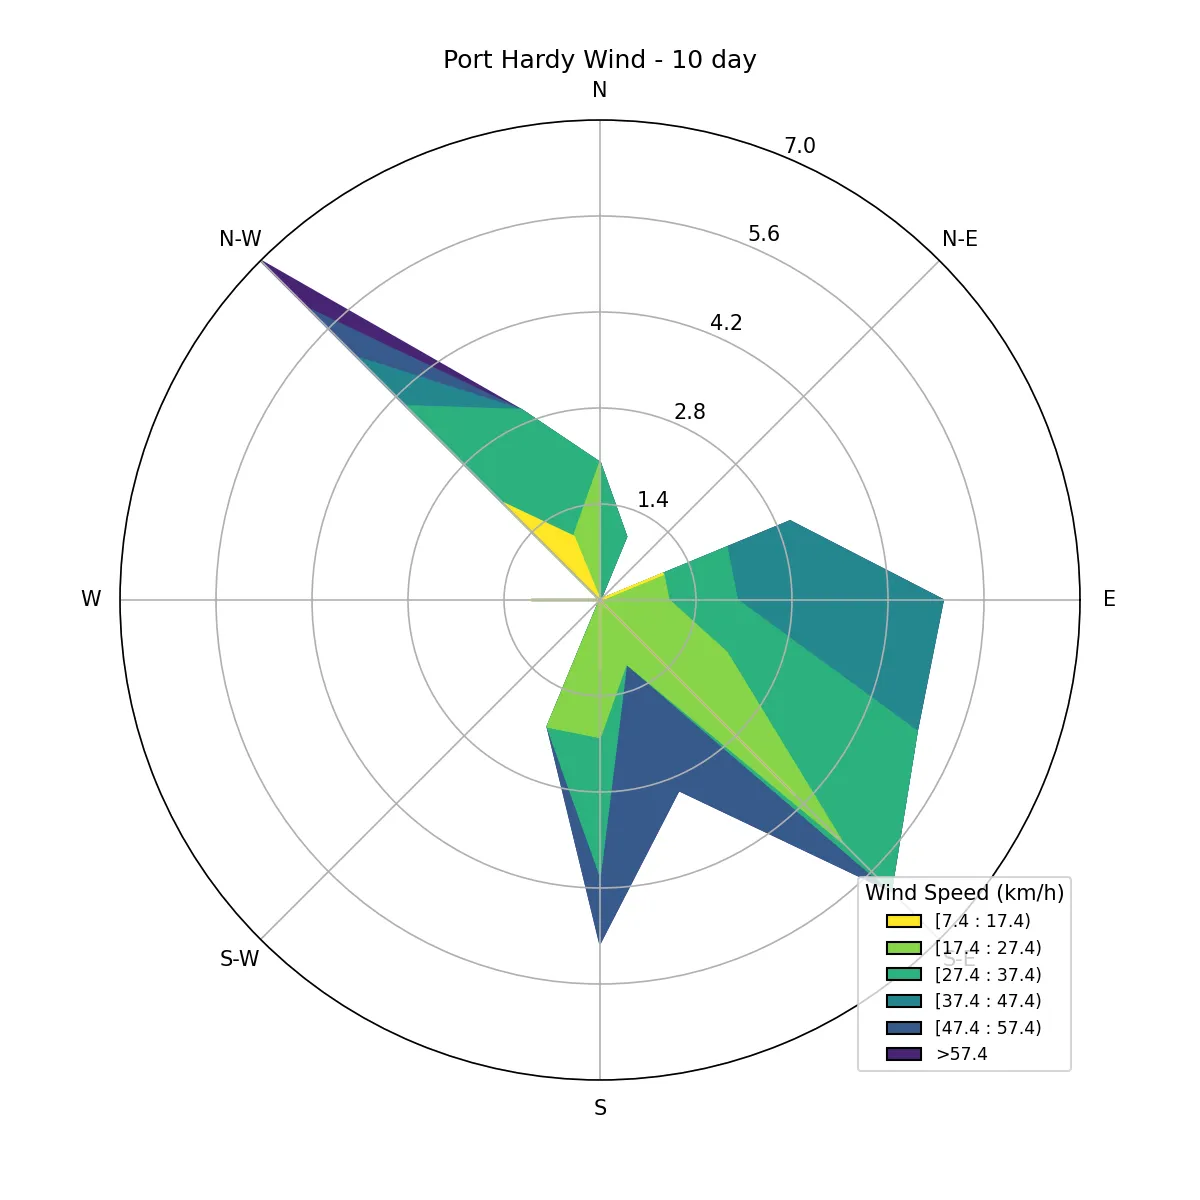 Port Hardy Wind - 10 day
N
7.0
N-W
N-E
5.6
4.2
2.8
1.4
W
E
Wind Speed (km/h)
[7.4 : 17.4)
[17.4 : 27.4)
S-W
S-E
[27.4 : 37.4)
[37.4 : 47.4)
[47.4 : 57.4)
>57.4
S